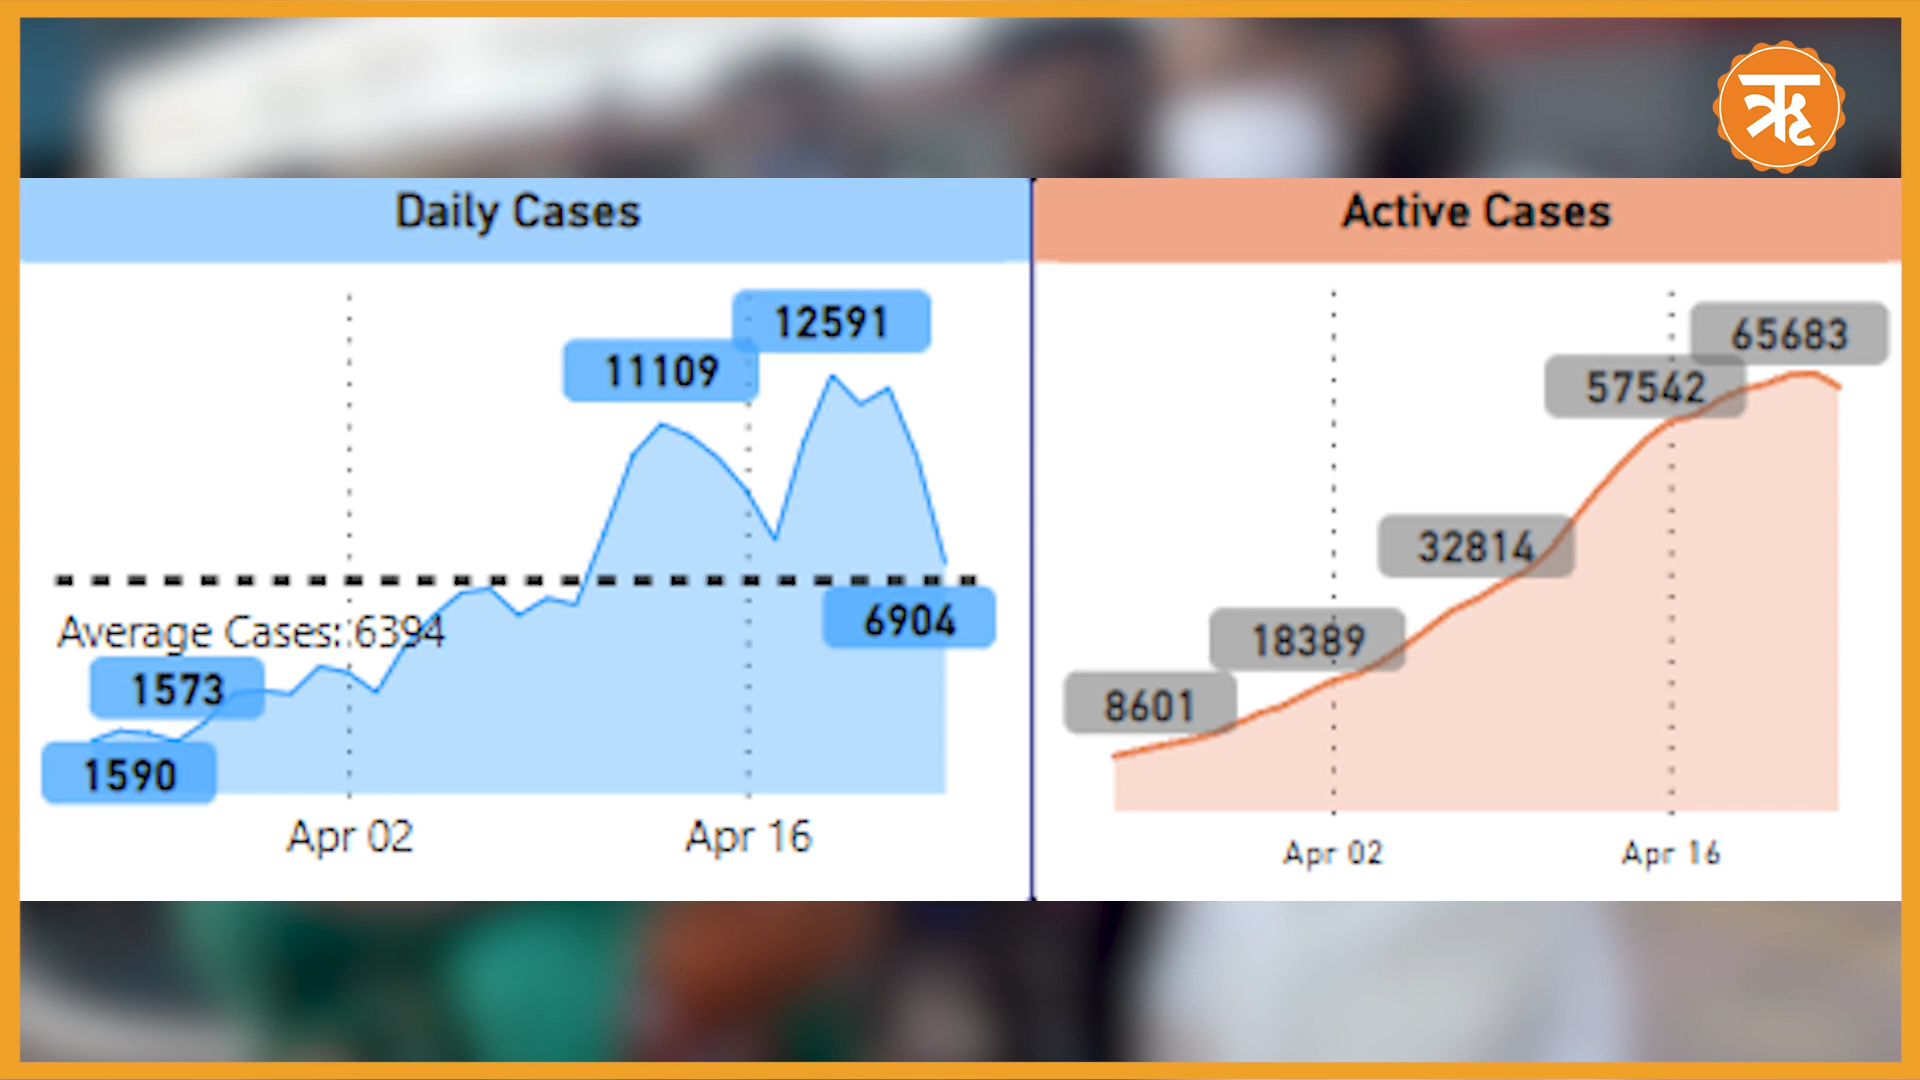 ऋ
Daily Cases
12591
11109
Average Cases: 6394
6904
1573
1590
Apr 02
Apr 16
Active Cases
65683
57542
32814
18389
8601
Apr 02
Apr 16